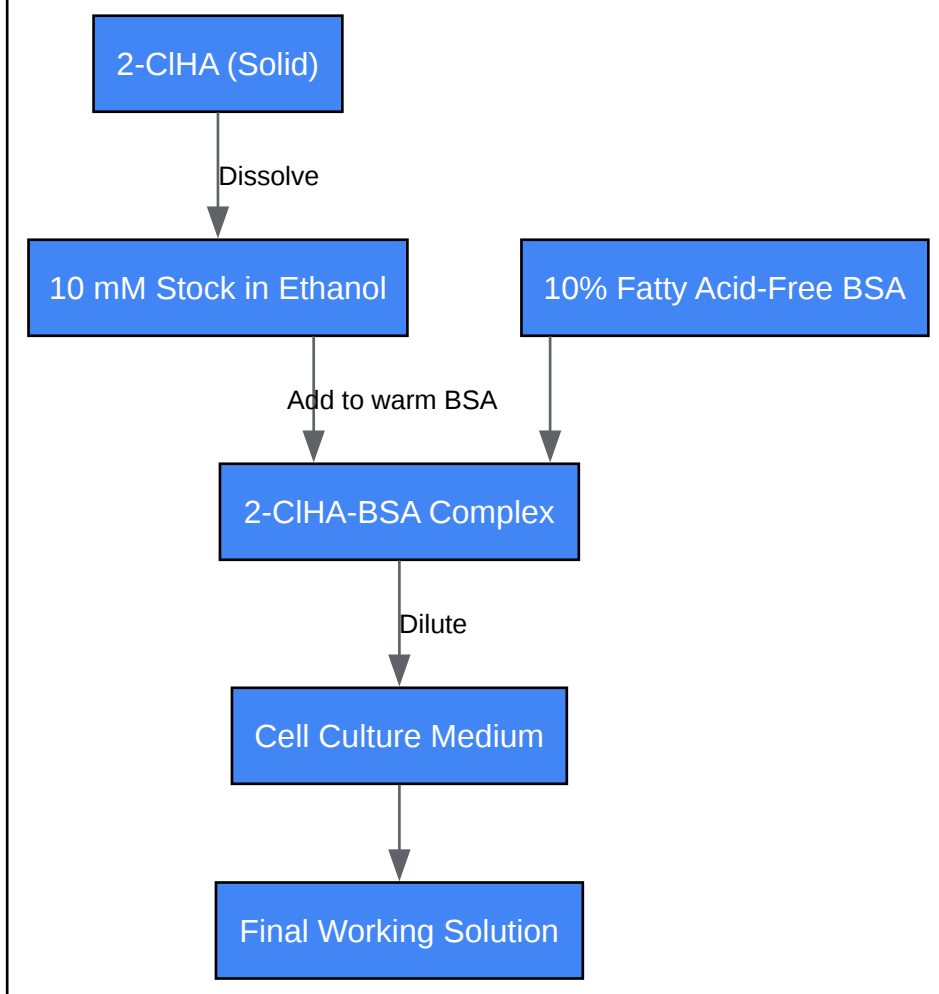 2-ClHA (Solid)
Dissolve
10 mM Stock in Ethanol
10% Fatty Acid-Free BSA
Add to warm BSA
2-ClHA-BSA Complex
Dilute
Cell Culture Medium
Final Working Solution